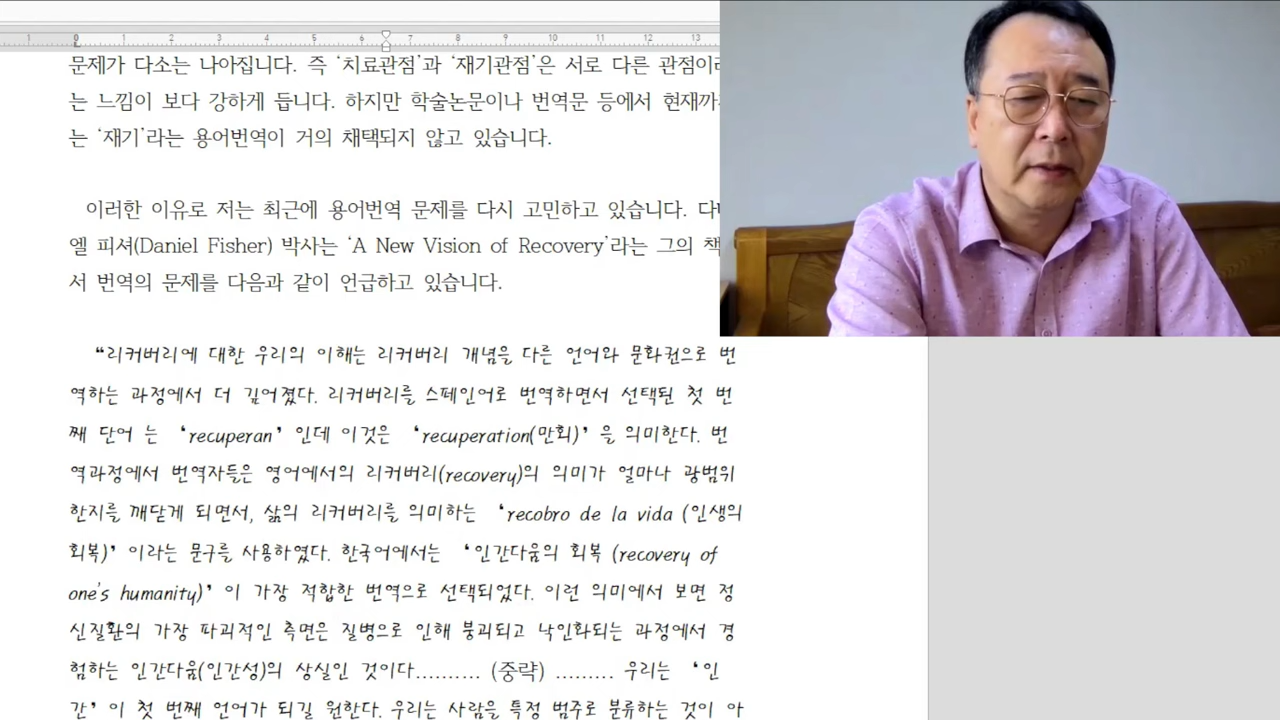 1 1 2 3 4 5 6 7 8 9 10 11 12 13
문제가 다소는 나아집니다. 즉 '치료관점'과 '재기관점'은 서로 다른 관점이
는 느낌이 보다 강하게 듭니다. 하지만 학술논문이나 번역문 등에서
는 '재기'라는 용어번역이 거의 채택되지 않고 있습니다.
이러한 이유로 저는 최근에 용어번역 문제를 다시 고민하고 있습니다.
엘 피셔(Daniel Fisher) 박사는 'A New Vision of Recovery'라는 그의 책
서 번역의 문제를 다음과 같이 언급하고 있습니다.
"리커버리에 대한 우리의 이해는 리커버리 개념을 다른 언어와 문화권으로 번
역하는 과정에서 더 깊어졌다. 리커버리를 스페인어로 번역하면서 선택된 첫 번
째 단어 는 'recuperan' 인데 이것은 'recuperation(만회)' 을 의미한다. 번
역과정에서 번역자들은 영어에서의 리커버리(recovery)의 의미가 얼마나 광범위
한지를 깨닫게 되면서, 삶의 리커버리를 의미하는 'recobro de la vida (인생의
회복)' 이라는 문구를 사용하였다. 한국어에서는 '인간다움의 회복 (recovery of
one's humanity)' 이 가장 적합한 번역으로 선택되었다. 이런 의미에서 보면 정
신질환의 가장 파괴적인 측면은 질병으로 인해 붕괴되고 낙인화되는 과정에서 경
험하는 인간다움(인간성)의 상실인 것이다.......... (중략) ......... 우리는 '인
간' 이 첫 번째 언어가 되길 원한다. 우리는 사람을 특정 범주로 분류하는 것이 아